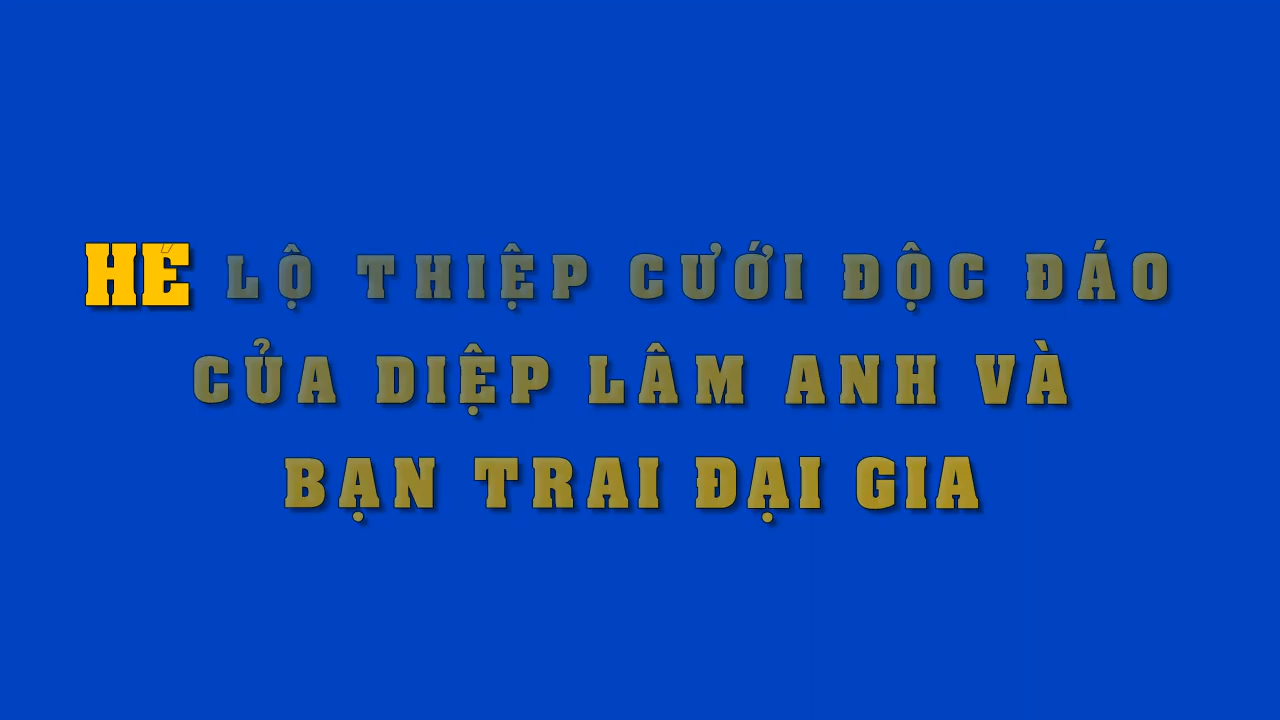 HÉ LỘ THIỆP CƯỚI ĐỘC ĐÁO
CỦA DIỆP LÂM ANH VÀ
BẠN TRAI ĐẠI GIA